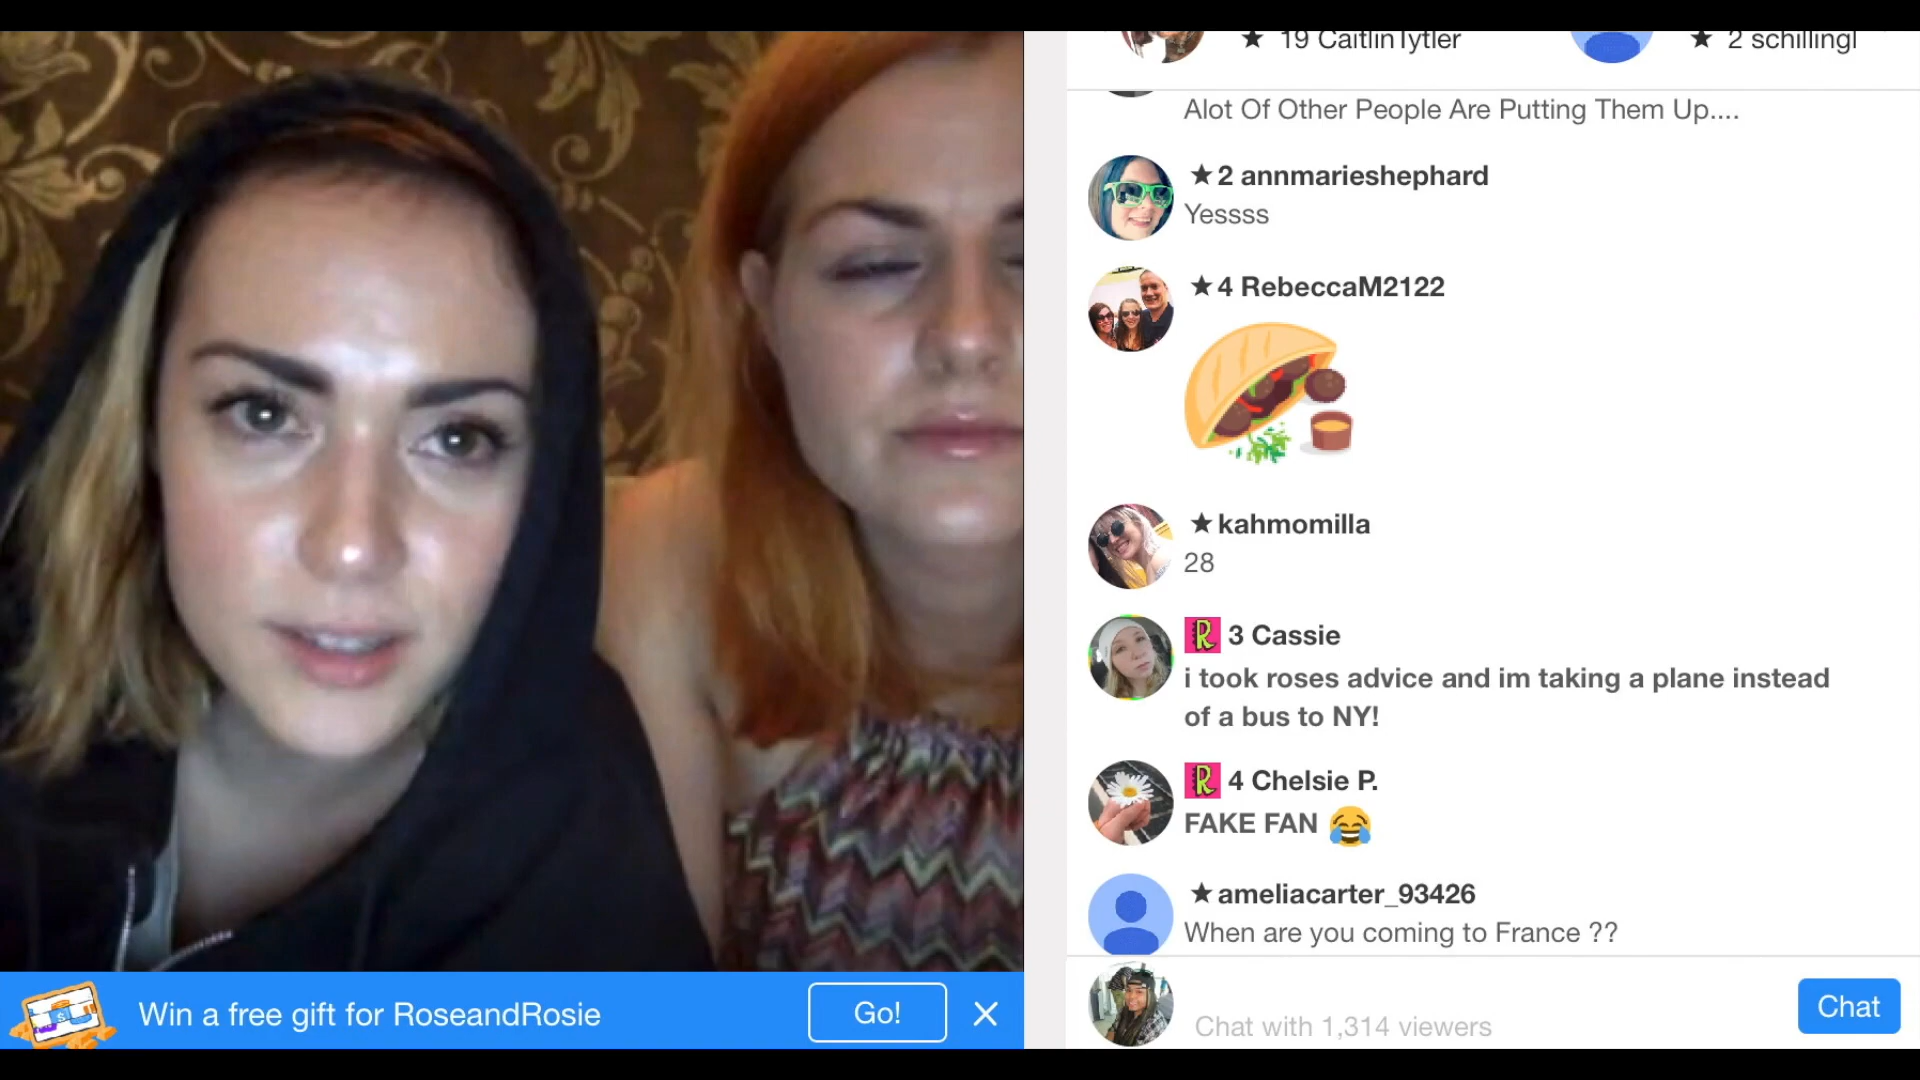 ★ 19 CaitlinTytler
★ 2 schillingl
Alot Of Other People Are Putting Them Up....
★2 annmarieshephard
Yessss
★4 RebeccaM2122
★kahmomilla
28
R 3 Cassie
i took roses advice and im taking a plane instead
of a bus to NY!
R 4 Chelsie P.
FAKE FAN 😂
★ameliacarter_93426
When are you coming to France ??
Win a free gift for RoseandRosie
Go!
Chat with 1,314 viewers
Chat